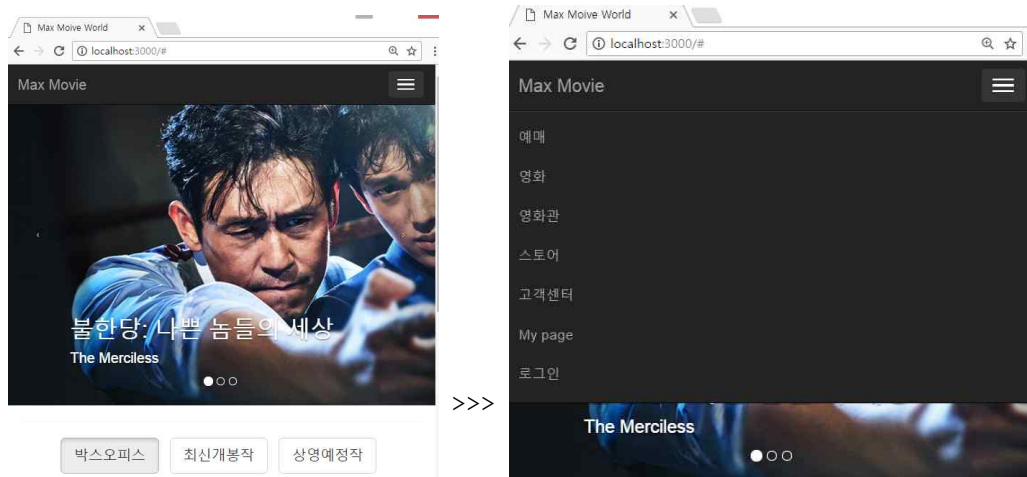 Max Moive World
localhost:3000/#
Max Movie
불한당: 나쁜 놈들의 세상
The Merciless
박스오피스 최신개봉작 상영예정작
>>>
Max Moive World
localhost:3000/#
Max Movie
예매
영화
영화관
스토어
고객센터
My page
로그인
The Merciless